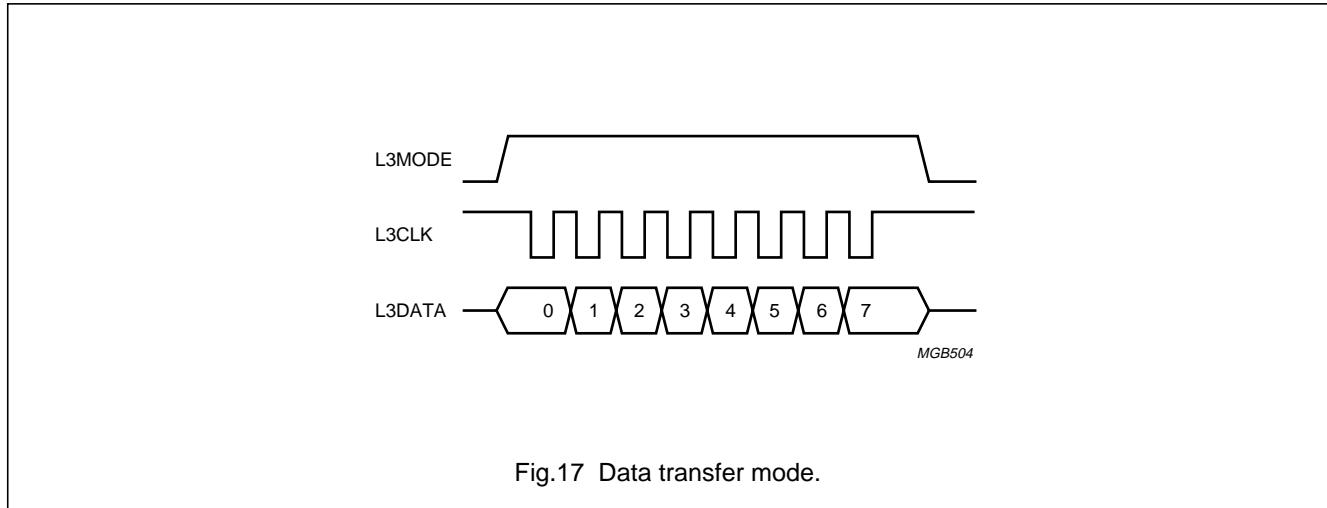 L3MODE
L3CLK
L3DATA 0 1 2 3 4 5 6 7
MGB504
Fig.17 Data transfer mode.